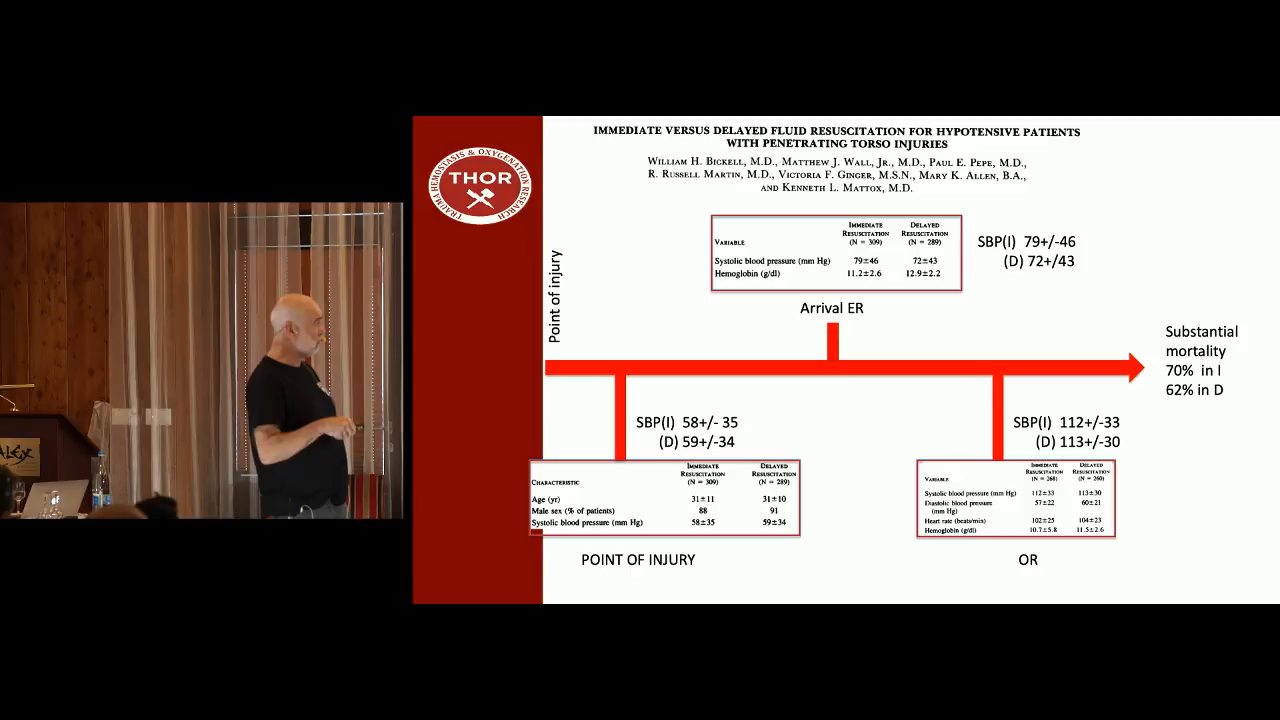 IMMEDIATE VERSUS DELAYED FLUID RESUSCITATION FOR HYPOTENSIVE PATIENTS
WITH PENETRATING TORSO INJURIES
WILLIAM H. BICKELL, M.D., MATTHEW J. WALL, JR., M.D., PAUL E. PEPE, M.D.,
R. RUSSELL MARTIN, M.D., VICTORIA F. GINGER, M.S.N., MARY K. ALLEN, B.A.,
AND KENNETH L. MATTOX, M.D.
TRAUMA HEMOSTASIS & OXYGENATION RESEARCH
THOR
IMMEDIATE RESUSCITATION (N = 309) DELAYED RESUSCITATION (N = 289)
VARIABLE
Systolic blood pressure (mm Hg) 79±46 72±43
Hemoglobin (g/dl) 11.2±2.6 12.9±2.2
SBP(I) 79+/-46
(D) 72+/43
Point of injury
Arrival ER
Substantial
mortality
70% in I
62% in D
SBP(I) 58+/- 35
(D) 59+/-34
IMMEDIATE RESUSCITATION (N = 309) DELAYED RESUSCITATION (N = 289)
CHARACTERISTIC
Age (yr) 31±11 31±10
Male sex (% of patients) 88 91
Systolic blood pressure (mm Hg) 58±35 59±34
POINT OF INJURY
SBP(I) 112+/-33
(D) 113+/-30
IMMEDIATE RESUSCITATION (N = 268) DELAYED RESUSCITATION (N = 260)
VARIABLE
Systolic blood pressure (mm Hg) 112±33 113±30
Diastolic blood pressure 57±22 60±21
(mm Hg)
Heart rate (beats/min) 102±25 104±23
Hemoglobin (g/dl) 10.7±5.8 11.5±2.6
OR